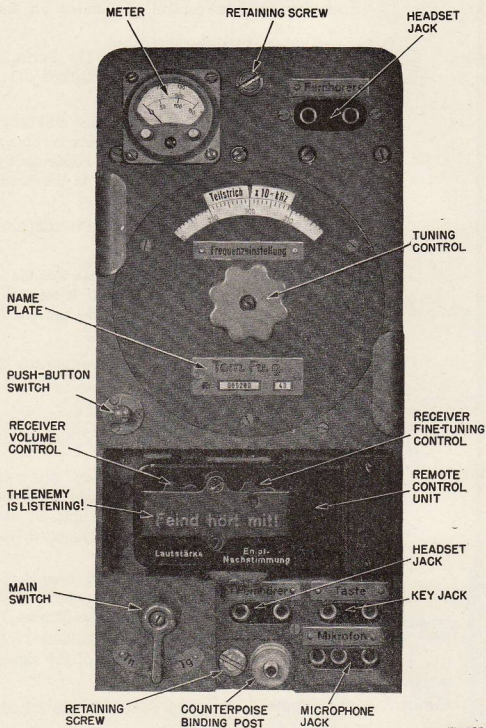 METER
RETAINING SCREW
HEADSET
JACK
Fernhörer
Teilstrich x 10 = kHz
Frequenzeinstellung
TUNING
CONTROL
NAME
PLATE
Torn. Fu. g
PUSH-BUTTON
SWITCH
RECEIVER
VOLUME
CONTROL
RECEIVER
FINE-TUNING
CONTROL
THE ENEMY
IS LISTENING!
Feind hört mit!
REMOTE
CONTROL
UNIT
Lautstärke
Empf.-
Nachstimmung
HEADSET
JACK
MAIN
SWITCH
Fernhörer
Taste
KEY JACK
Mikrofon
Tn
Tg
RETAINING
SCREW
COUNTERPOISE
BINDING POST
MICROPHONE
JACK